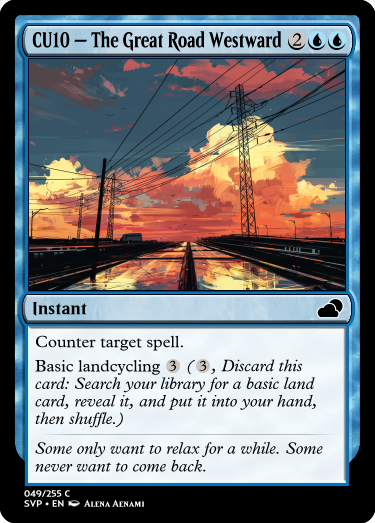 CU10 – The Great Road Westward 2
Instant
Counter target spell.
Basic landcycling 3 (3, Discard this
card: Search your library for a basic land
card, reveal it, and put it into your hand,
then shuffle.)
Some only want to relax for a while. Some
never want to come back.
049/255 C
SVP • EN Alena Aenami